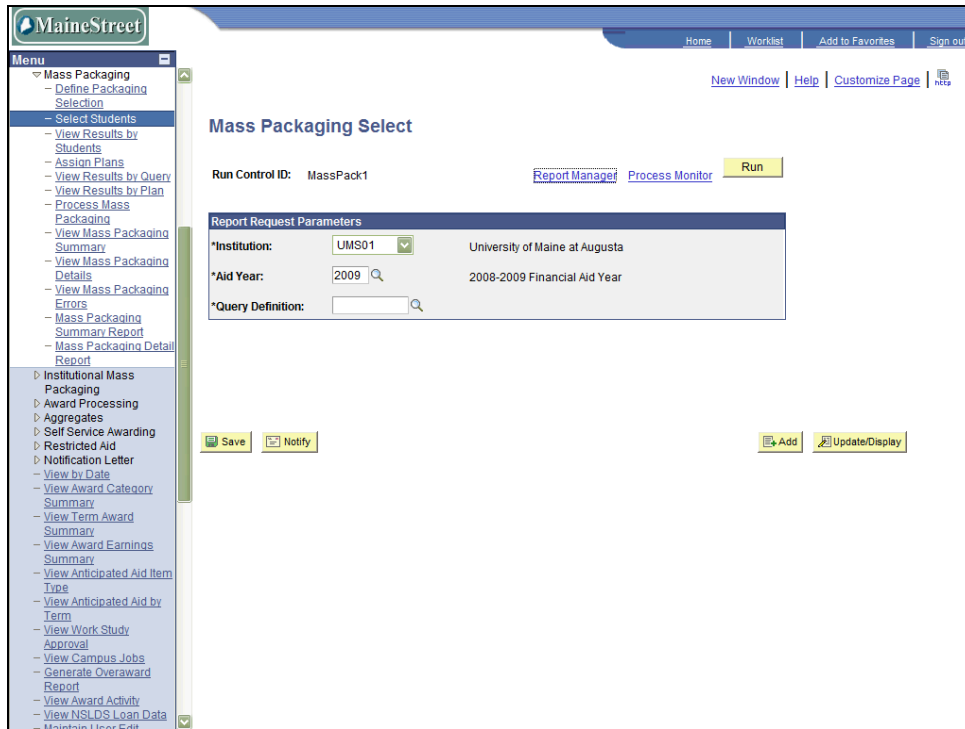 MaineStreet
Home Worklist Add to Favorites Sign out
Menu
Mass Packaging
– Define Packaging
Selection
– Select Students
– View Results by
Students
– Assign Plans
– View Results by Query
– View Results by Plan
– Process Mass
Packaging
– View Mass Packaging
Summary
– View Mass Packaging
Details
– View Mass Packaging
Errors
– Mass Packaging
Summary Report
– Mass Packaging Detail
Report
Institutional Mass
Packaging
Award Processing
Aggregates
Self Service Awarding
Restricted Aid
Notification Letter
– View by Date
– View Award Category
Summary
– View Term Award
Summary
– View Award Earnings
Summary
– View Anticipated Aid Item
Type
– View Anticipated Aid by
Term
– View Work Study
Approval
– View Campus Jobs
– Generate Overaward
Report
– View Award Activity
– View NSLDS Loan Data
– Maintain User Edit
New Window | Help | Customize Page | http
Mass Packaging Select
Run Control ID: MassPack1 Report Manager Process Monitor Run
Report Request Parameters
*Institution: UMS01 University of Maine at Augusta
*Aid Year: 2009 2008-2009 Financial Aid Year
*Query Definition:
Save Notify Add Update/Display